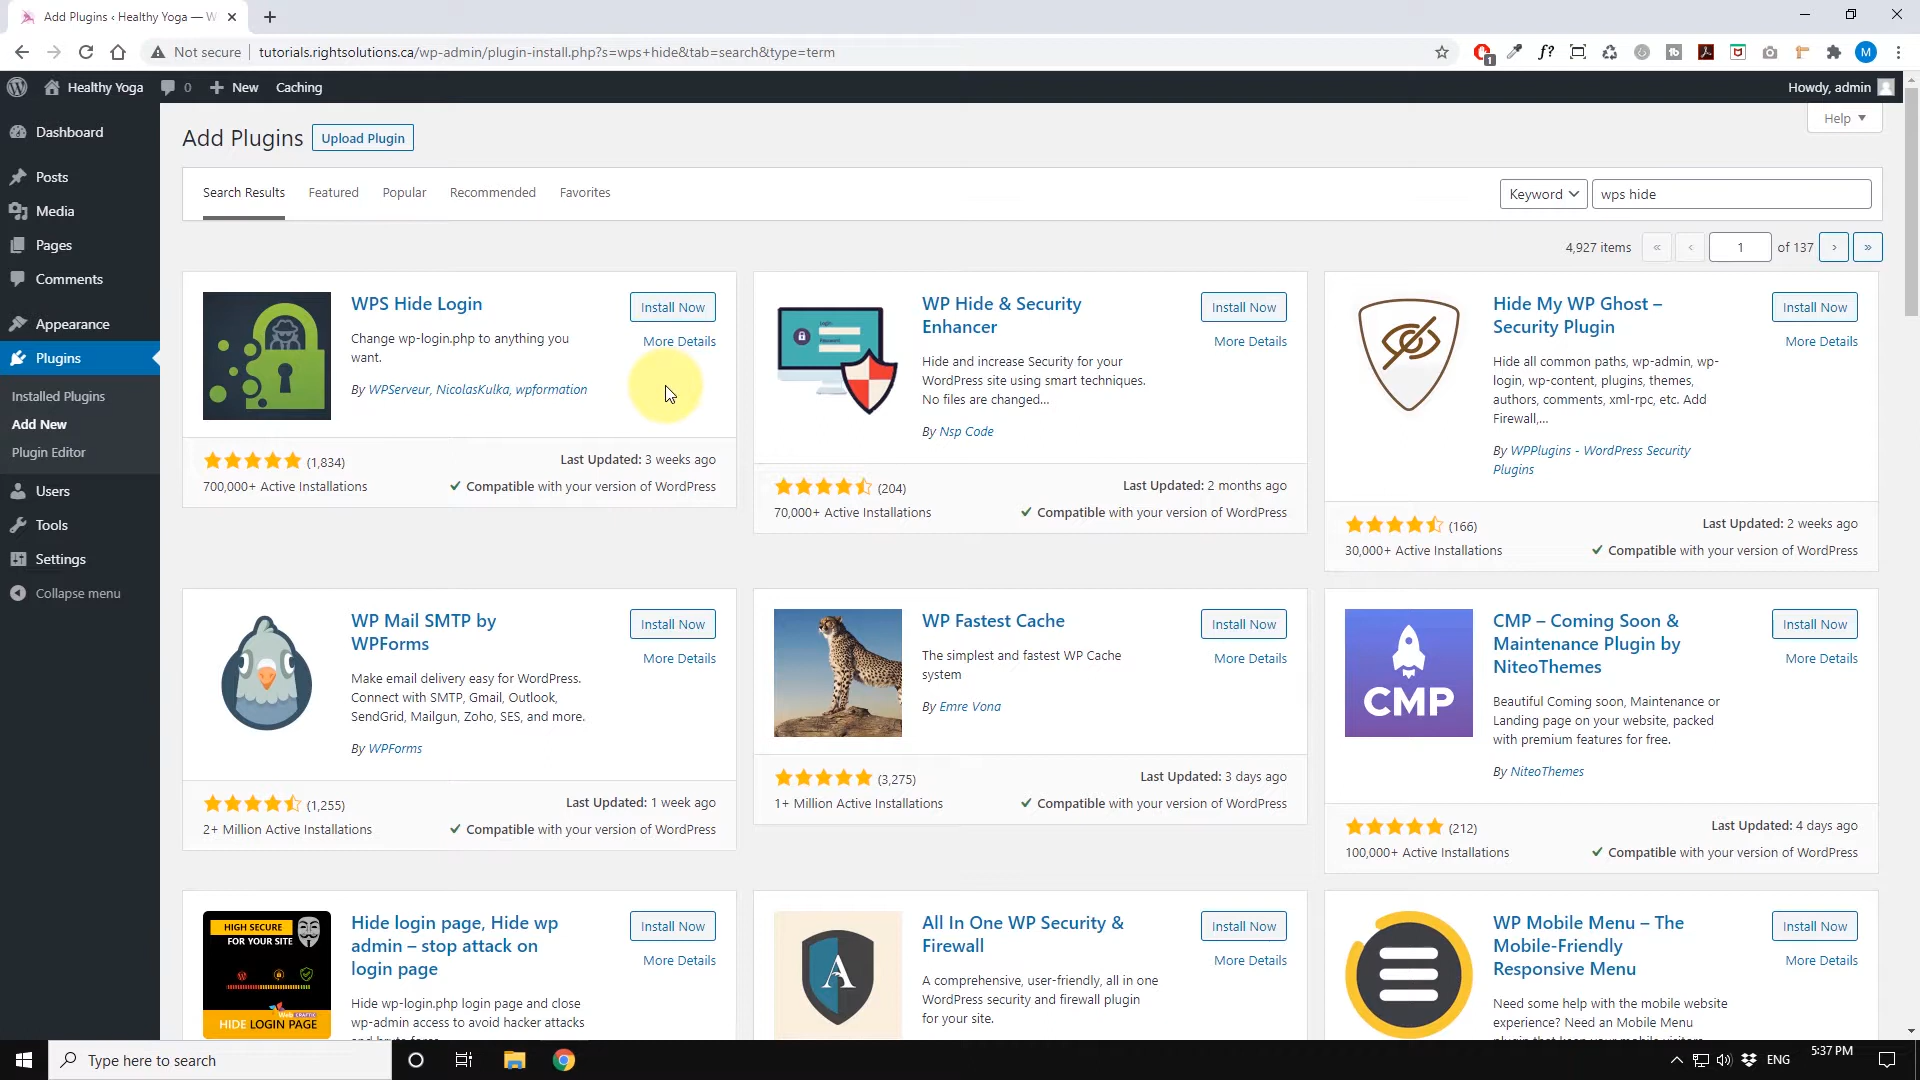 Add Plugins ‹ Healthy Yoga — W
Not secure
tutorials.rightsolutions.ca/wp-admin/plugin-install.php?s=wps+hide&tab=search&type=term
1
f?
M
Healthy Yoga
0
New
Caching
Howdy, admin
Dashboard
Posts
Media
Pages
Comments
Appearance
Plugins
Installed Plugins
Add New
Plugin Editor
Users
Tools
Settings
Collapse menu
Help
Add Plugins
Upload Plugin
Search Results
Featured
Popular
Recommended
Favorites
Keyword
wps hide
4,927 items
«
‹
1
of 137
›
»
WPS Hide Login
Install Now
More Details
Change wp-login.php to anything you
want.
By WPServeur, NicolasKulka, wpformation
(1,834)
Last Updated: 3 weeks ago
700,000+ Active Installations
Compatible with your version of WordPress
WP Hide & Security
Enhancer
Install Now
More Details
Hide and increase Security for your
WordPress site using smart techniques.
No files are changed...
By Nsp Code
(204)
Last Updated: 2 months ago
70,000+ Active Installations
Compatible with your version of WordPress
Hide My WP Ghost –
Security Plugin
Install Now
More Details
Hide all common paths, wp-admin, wp-
login, wp-content, plugins, themes,
authors, comments, xml-rpc, etc. Add
Firewall,...
By WPPlugins - WordPress Security
Plugins
(166)
Last Updated: 2 weeks ago
30,000+ Active Installations
Compatible with your version of WordPress
WP Mail SMTP by
WPForms
Install Now
More Details
Make email delivery easy for WordPress.
Connect with SMTP, Gmail, Outlook,
SendGrid, Mailgun, Zoho, SES, and more.
By WPForms
(1,255)
Last Updated: 1 week ago
2+ Million Active Installations
Compatible with your version of WordPress
WP Fastest Cache
Install Now
More Details
The simplest and fastest WP Cache
system
By Emre Vona
(3,275)
Last Updated: 3 days ago
1+ Million Active Installations
Compatible with your version of WordPress
CMP
CMP – Coming Soon &
Maintenance Plugin by
NiteoThemes
Install Now
More Details
Beautiful Coming soon, Maintenance or
Landing page on your website, packed
with premium features for free.
By NiteoThemes
(212)
Last Updated: 4 days ago
100,000+ Active Installations
Compatible with your version of WordPress
HIGH SECURE
FOR YOUR SITE
HIDE LOGIN PAGE
Hide login page, Hide wp
admin – stop attack on
login page
Install Now
More Details
Hide wp-login.php login page and close
wp-admin access to avoid hacker attacks
A
All In One WP Security &
Firewall
Install Now
More Details
A comprehensive, user-friendly, all in one
WordPress security and firewall plugin
for your site.
WP Mobile Menu – The
Mobile-Friendly
Responsive Menu
Install Now
More Details
Need some help with the mobile website
experience? Need an Mobile Menu
Type here to search
ENG
5:37 PM